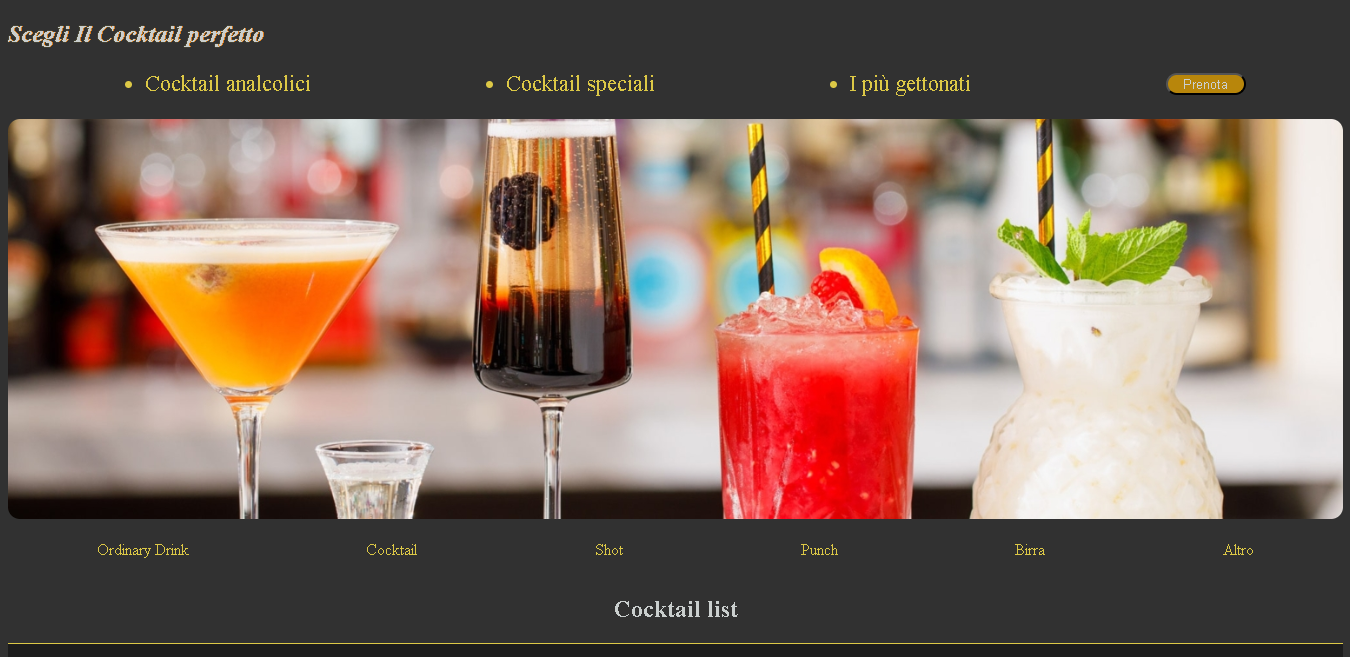 Scegli Il Cocktail perfetto
Cocktail analcolici
Cocktail speciali
I più gettonati
Prenota
Ordinary Drink
Cocktail
Shot
Punch
Birra
Altro
Cocktail list